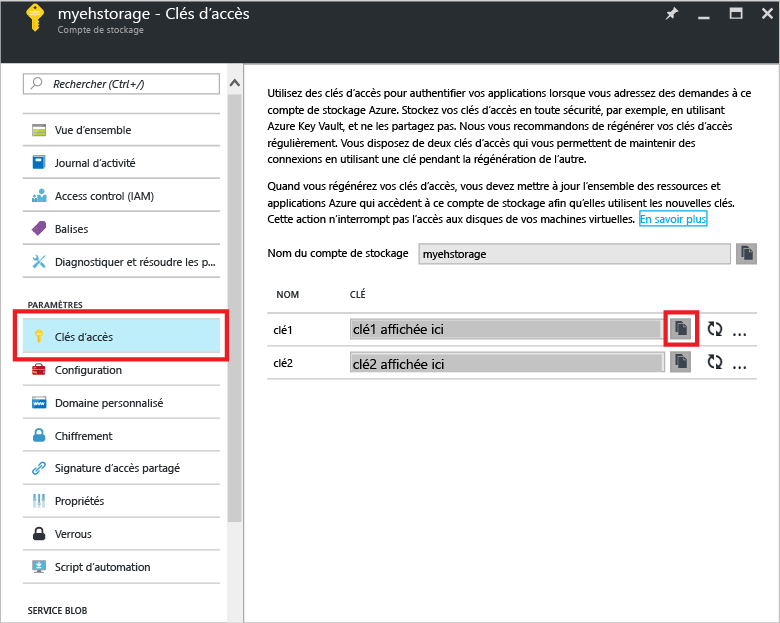 myehstorage - Clés d'accès
Compte de stockage
Rechercher (Ctrl+/)
Vue d'ensemble
Journal d'activité
Access control (IAM)
Balises
Diagnostiquer et résoudre les p...
PARAMÈTRES
Clés d'accès
Configuration
Domaine personnalisé
Chiffrement
Signature d'accès partagé
Propriétés
Verrous
Script d'automation
SERVICE BLOB
Utilisez des clés d'accès pour authentifier vos applications lorsque vous adressez des demandes à ce
compte de stockage Azure. Stockez vos clés d'accès en toute sécurité, par exemple, en utilisant
Azure Key Vault, et ne les partagez pas. Nous vous recommandons de régénérer vos clés d'accès
régulièrement. Vous disposez de deux clés d'accès qui vous permettent de maintenir des
connexions en utilisant une clé pendant la régénération de l'autre.
Quand vous régénérez vos clés d'accès, vous devez mettre à jour l'ensemble des ressources et
applications Azure qui accèdent à ce compte de stockage afin qu'elles utilisent les nouvelles clés.
Cette action n'interrompt pas l'accès aux disques de vos machines virtuelles. En savoir plus
Nom du compte de stockage myehstorage
NOM CLÉ
clé1 clé1 affichée ici ...
clé2 clé2 affichée ici ...